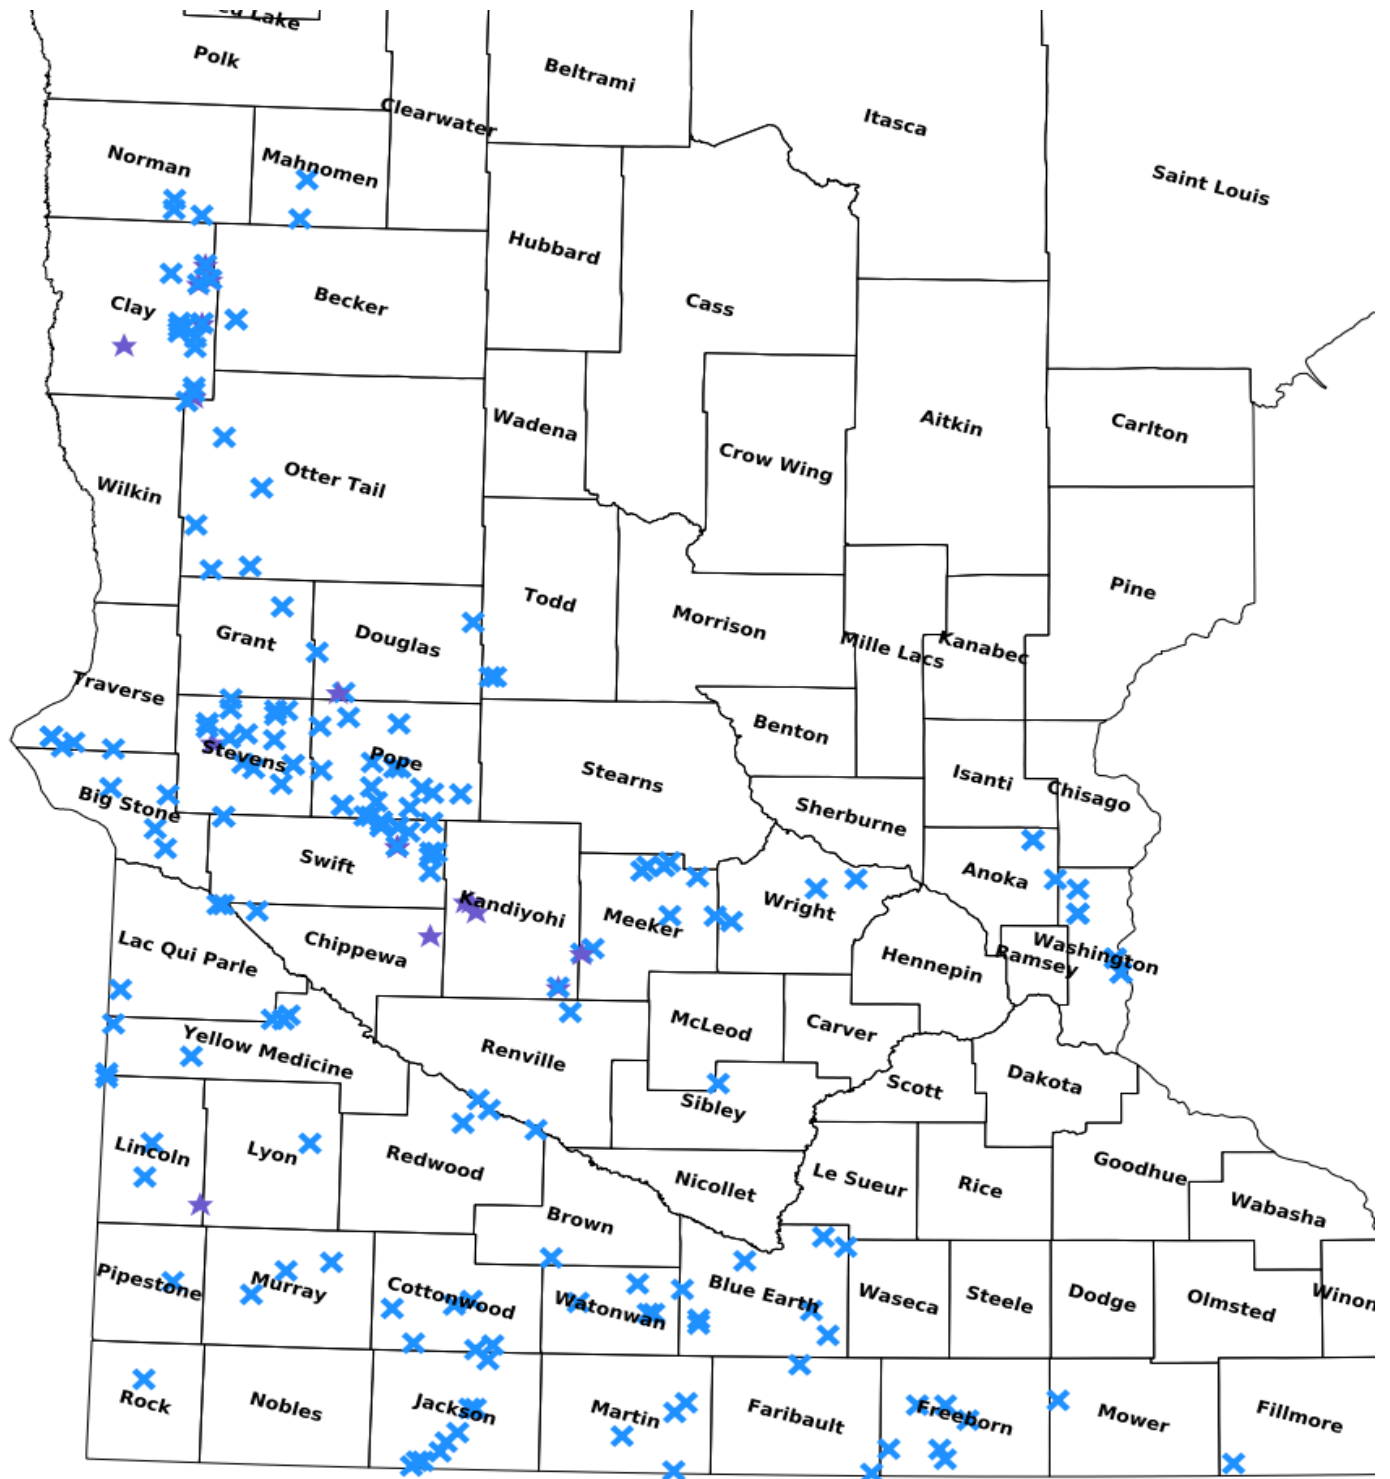 Lake
Polk
Beltrami
Clearwater
Itasca
Norman
Mahnomen
Saint Louis
Hubbard
Clay
Becker
Cass
Wadena
Aitkin
Carlton
Crow Wing
Otter Tail
Wilkin
Todd
Pine
Morrison
Grant
Douglas
Mille Lacs
Kanabec
Traverse
Benton
Stevens
Pope
Stearns
Isanti
Chisago
Big Stone
Sherburne
Swift
Anoka
Kandiyohi
Meeker
Wright
Lac Qui Parle
Chippewa
Washington
Hennepin
Ramsey
McLeod
Carver
Yellow Medicine
Renville
Scott
Dakota
Sibley
Lincoln
Lyon
Redwood
Nicollet
Le Sueur
Rice
Goodhue
Wabasha
Brown
Pipestone
Murray
Cottonwood
Watonwan
Blue Earth
Waseca
Steele
Dodge
Olmsted
Winon
Rock
Nobles
Jackson
Martin
Faribault
Freeborn
Mower
Fillmore